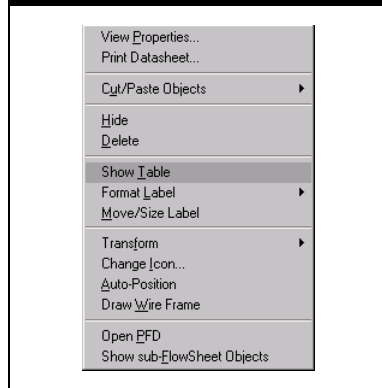 View Properties...
Print Datasheet...
Cut/Paste Objects
Hide
Delete
Show Table
Format Label
Move/Size Label
Transform
Change Icon...
Auto-Position
Draw Wire Frame
Open PFD
Show sub-FlowSheet Objects